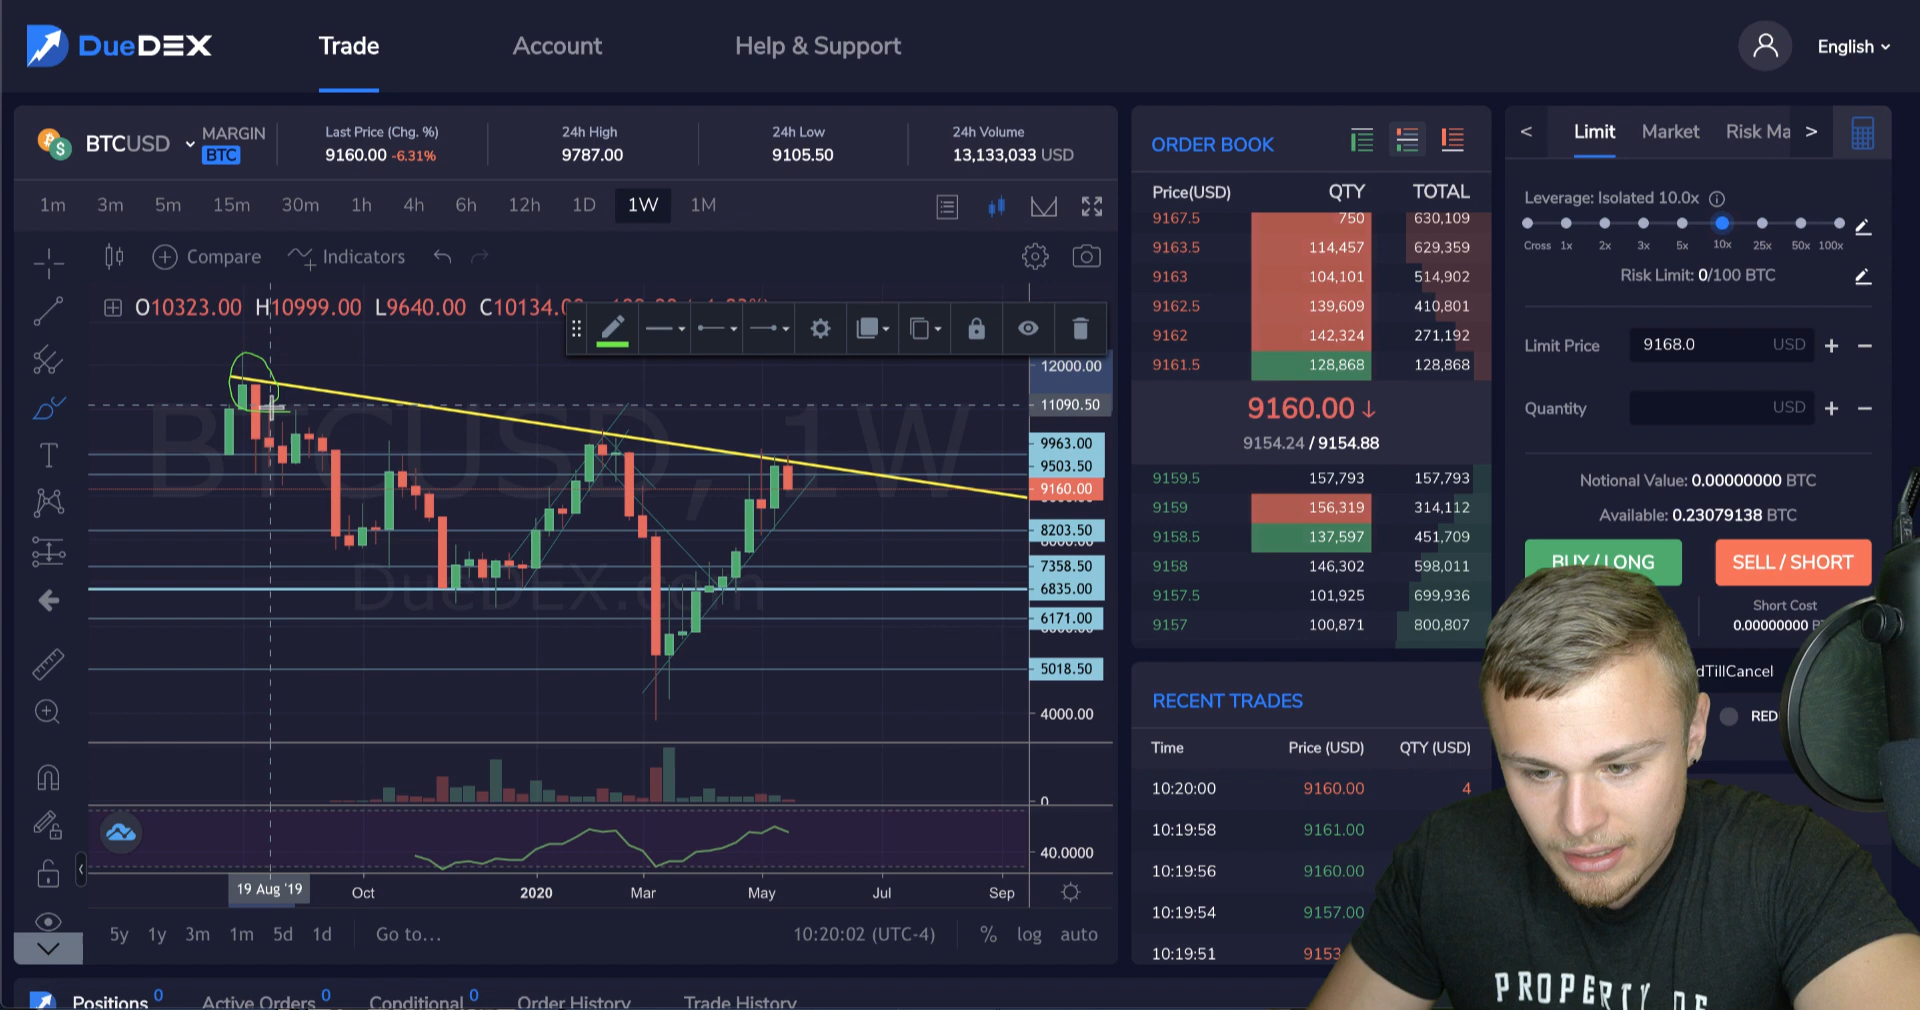 DueDEX
Trade
Account
Help & Support
English
BTCUSD
MARGIN
BTC
Last Price (Chg. %)
9160.00 -6.31%
24h High
9787.00
24h Low
9105.50
24h Volume
13,133,033 USD
1m 3m 5m 15m 30m 1h 4h 6h 12h 1D 1W 1M
Compare
Indicators
O10323.00 H10999.00 L9640.00
BTCUSD, 1W
DueDEX.com
12000.00
11090.50
9963.00
9503.50
9160.00
8203.50
7358.50
6835.00
6171.00
5018.50
4000.00
0
40.0000
19 Aug '19
Oct
2020
Mar
May
Jul
Sep
5y 1y 3m 1m 5d 1d Go to...
10:20:02 (UTC-4)
% log auto
Positions 0
Active Orders 0
Conditional 0
Order History
Trade History
ORDER BOOK
Price(USD) QTY TOTAL
9167.5 750 630,109
9163.5 114,457 629,359
9163 104,101 514,902
9162.5 139,609 410,801
9162 142,324 271,192
9161.5 128,868 128,868
9160.00↓
9154.24 / 9154.88
9159.5 157,793 157,793
9159 156,319 314,112
9158.5 137,597 451,709
9158 146,302 598,011
9157.5 101,925 699,936
9157 100,871 800,807
RECENT TRADES
Time Price (USD) QTY (USD)
10:20:00 9160.00 4
10:19:58 9161.00
10:19:56 9160.00
10:19:54 9157.00
10:19:51 9153
< Limit Market Risk Ma >
Leverage: Isolated 10.0x
Cross 1x 2x 3x 5x 10x 25x 50x 100x
Risk Limit: 0/100 BTC
Limit Price 9168.0 USD + −
Quantity USD + −
Notional Value: 0.00000000 BTC
Available: 0.23079138 BTC
BUY / LONG
SELL / SHORT
Short Cost
0.00000000
dTillCancel
RED
PROPERTY OF